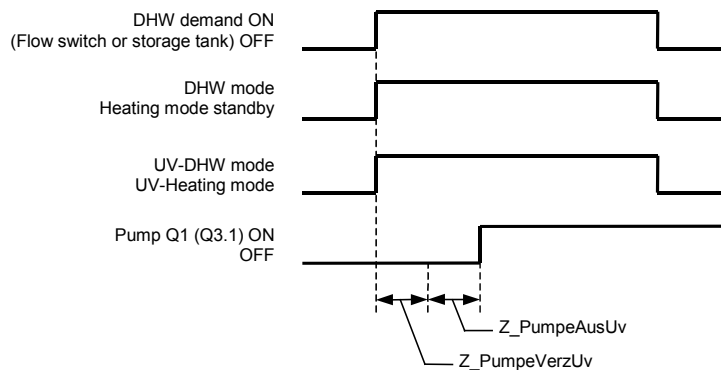 DHW demand ON
(Flow switch or storage tank) OFF
DHW mode
Heating mode standby
UV-DHW mode
UV-Heating mode
Pump Q1 (Q3.1) ON
OFF
Z_PumpeAusUv
Z_PumpeVerzUv